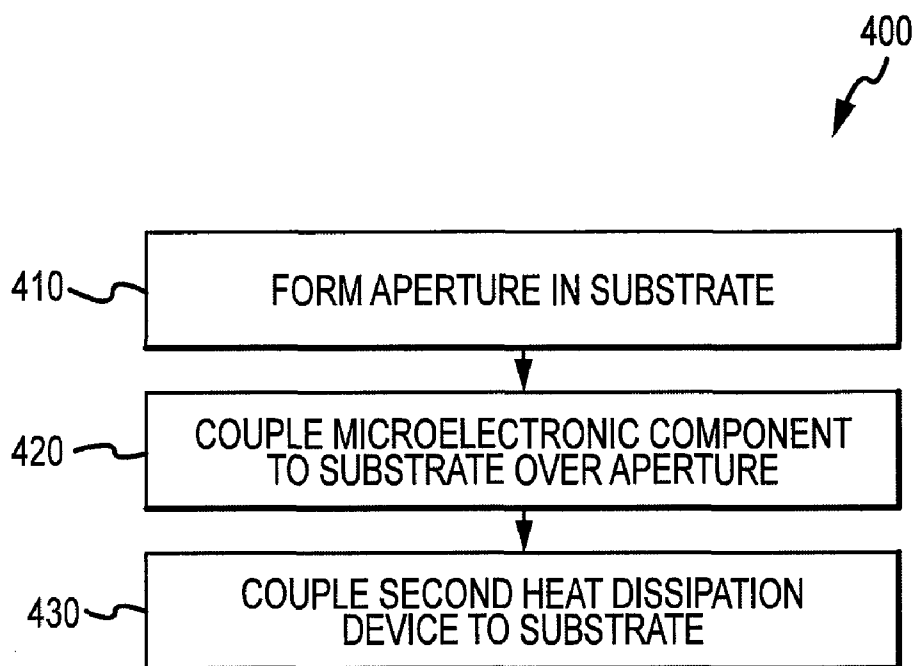 400
410
FORM APERTURE IN SUBSTRATE
420
COUPLE MICROELECTRONIC COMPONENT
TO SUBSTRATE OVER APERTURE
430
COUPLE SECOND HEAT DISSIPATION
DEVICE TO SUBSTRATE